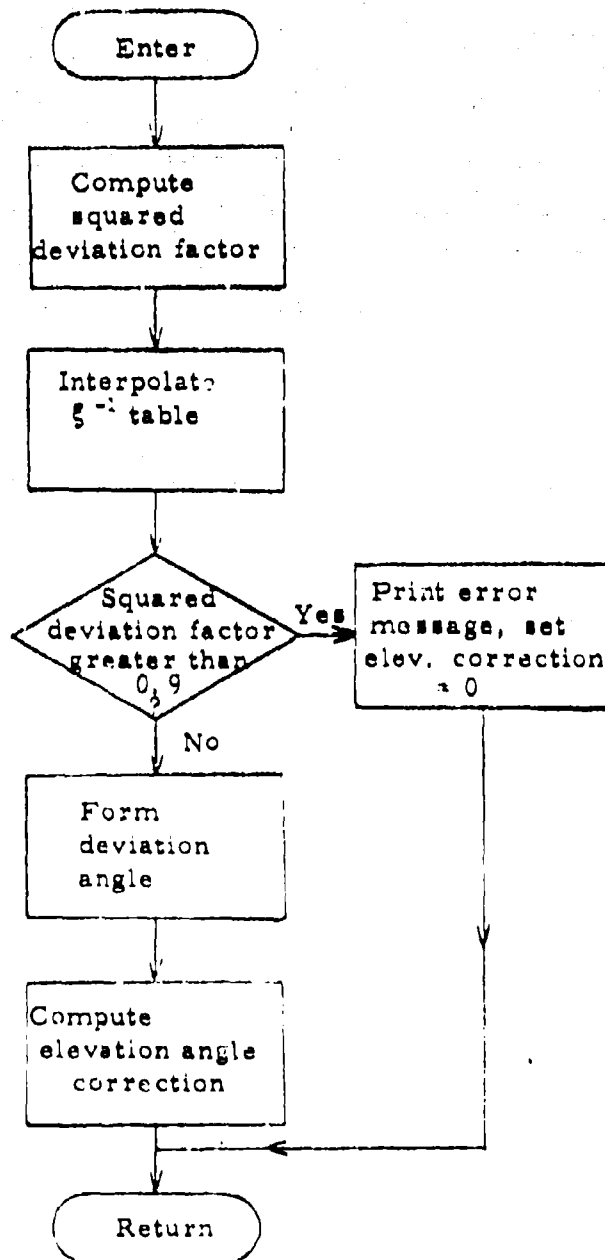 Enter
Compute
squared
deviation factor
Interpolate
ξ⁻¹ table
Squared
deviation factor
greater than
0.9
Yes
Print error
message, set
elev. correction
= 0
No
Form
deviation
angle
Compute
elevation angle
correction
Return